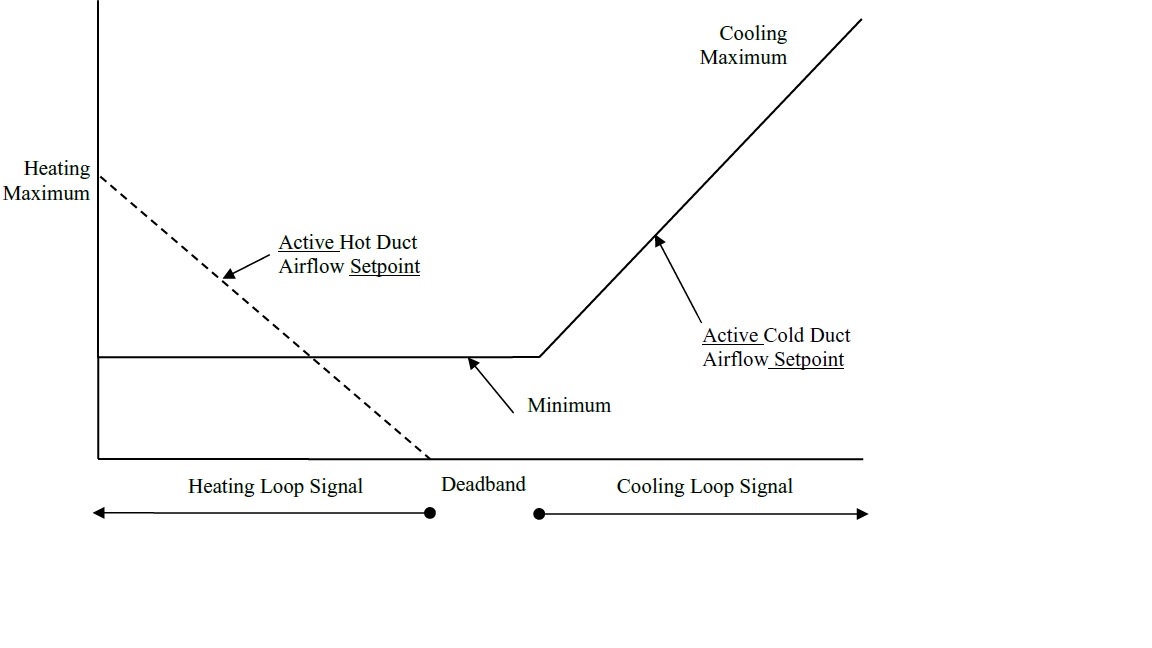 Cooling
Maximum
Heating
Maximum
Active Hot Duct
Airflow Setpoint
Active Cold Duct
Airflow Setpoint
Minimum
Heating Loop Signal
Deadband
Cooling Loop Signal